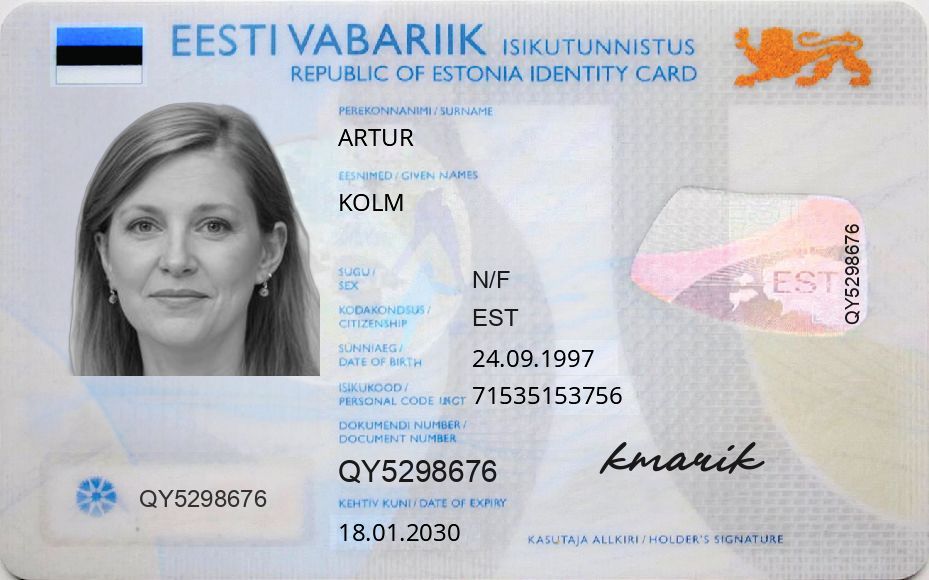 EESTI VABARIIK ISIKUTUNNISTUS
REPUBLIC OF ESTONIA IDENTITY CARD
PEREKONNANIMI / SURNAME
ARTUR
EESNIMED / GIVEN NAMES
KOLM
SUGU /
SEX
N/F
KODAKONDSUS /
CITIZENSHIP
EST
SÜNNIAEG /
DATE OF BIRTH
24.09.1997
ISIKUKOOD /
PERSONAL CODE
71535153756
DOKUMENDI NUMBER /
DOCUMENT NUMBER
QY5298676
KEHTIV KUNI / DATE OF EXPIRY
18.01.2030
QY5298676
EST
QY5298676
kmarik
KASUTAJA ALLKIRI / HOLDER'S SIGNATURE